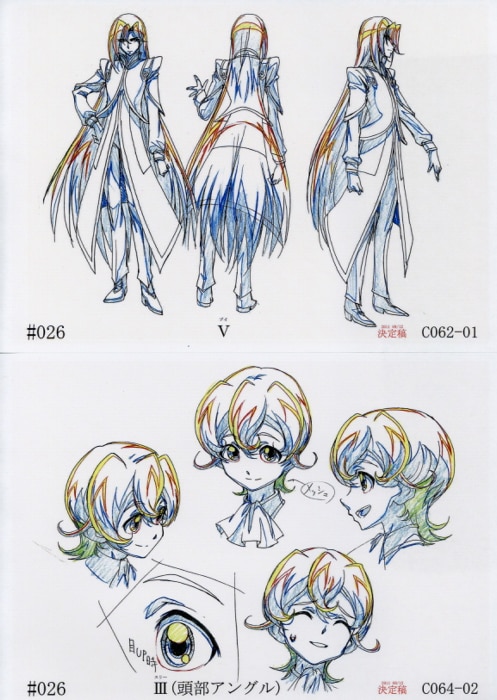 ブイ
#026
V
決定稿
C062-01
メッシュ
目UP時
スリー
#026
III(頭部アングル)
決定稿
C064-02